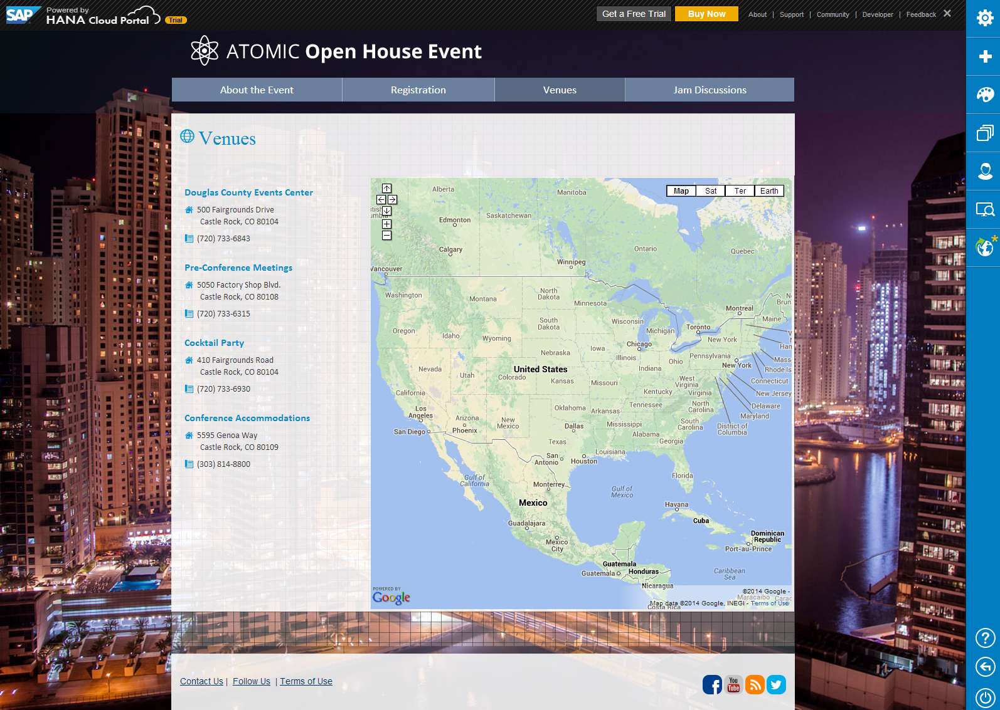 SAP
Powered by
HANA Cloud Portal
Trial
Get a Free Trial
Buy Now
About | Support | Community | Developer | Feedback
ATOMIC Open House Event
About the Event
Registration
Venues
Jam Discussions
Venues
Douglas County Events Center
500 Fairgrounds Drive
Castle Rock, CO 80104
(720) 733-6843
Pre-Conference Meetings
5050 Factory Shop Blvd.
Castle Rock, CO 80108
(720) 733-6315
Cocktail Party
410 Fairgrounds Road
Castle Rock, CO 80104
(720) 733-6930
Conference Accommodations
5595 Genoa Way
Castle Rock, CO 80109
(303) 814-8800
Map
Sat
Ter
Earth
Alberta
Manitoba
Saskatchewan
Edmonton
Calgary
Ontario
Quebec
Winnipeg
Vancouver
Washington
Montana
North
Dakota
Minnesota
Montreal
Maine
Oregon
Idaho
Wyoming
South
Dakota
Wisconsin
Michigan
Toronto
New York
Chicago
Iowa
Nebraska
Illinois
Indiana
Ohio
Pennsylvania
New York
Mass
Rhode Is
Connecticut
New Jersey
Delaware
Maryland
District of
Columbia
Nevada
Utah
United States
Colorado
Kansas
Missouri
West
Virginia
Virginia
Kentucky
California
Los
Angeles
San Diego
Arizona
Phoenix
New
Mexico
Oklahoma
Arkansas
Tennessee
North
Carolina
South
Carolina
Dallas
Mississippi
Alabama
Georgia
Texas
Louisiana
San
Antonio
Houston
Florida
Gulf of
California
Monterrey
Gulf of
Mexico
Mexico
Havana
Cuba
Guadalajara
Mexico
City
Dominican
Republic
Port-au-Prince
Guatemala
Guatemala
Honduras
Nicaragua
Caribbean
Sea
Maracaibo
Costa Rica
POWERED BY
Google
©2014 Google -
Map data ©2014 Google, INEGI - Terms of Use
Contact Us | Follow Us | Terms of Use
You
Tube